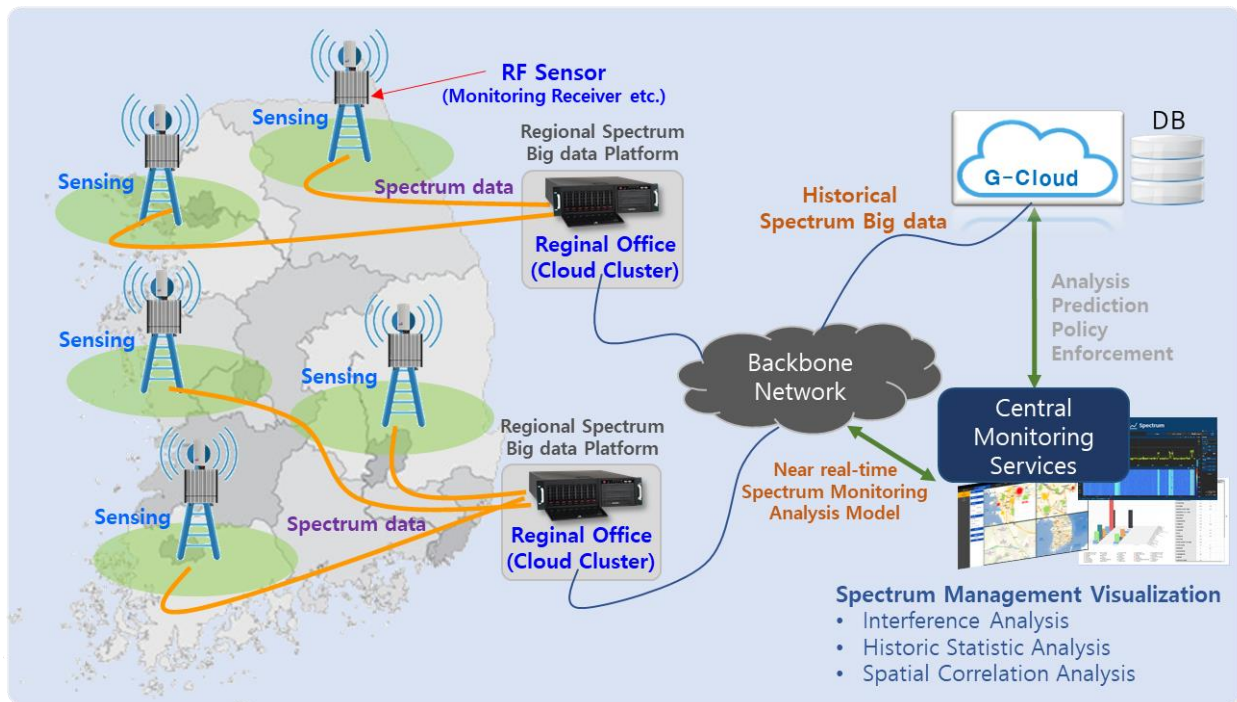 RF Sensor
(Monitoring Receiver etc.)
Sensing
Sensing
Spectrum data
Regional Spectrum
Big data Platform
Reginal Office
(Cloud Cluster)
Historical
Spectrum Big data
G-Cloud
DB
Analysis
Prediction
Policy
Enforcement
Sensing
Sensing
Sensing
Spectrum data
Regional Spectrum
Big data Platform
Reginal Office
(Cloud Cluster)
Backbone
Network
Near real-time
Spectrum Monitoring
Analysis Model
Central
Monitoring
Services
Spectrum
Spectrum Management Visualization
• Interference Analysis
• Historic Statistic Analysis
• Spatial Correlation Analysis